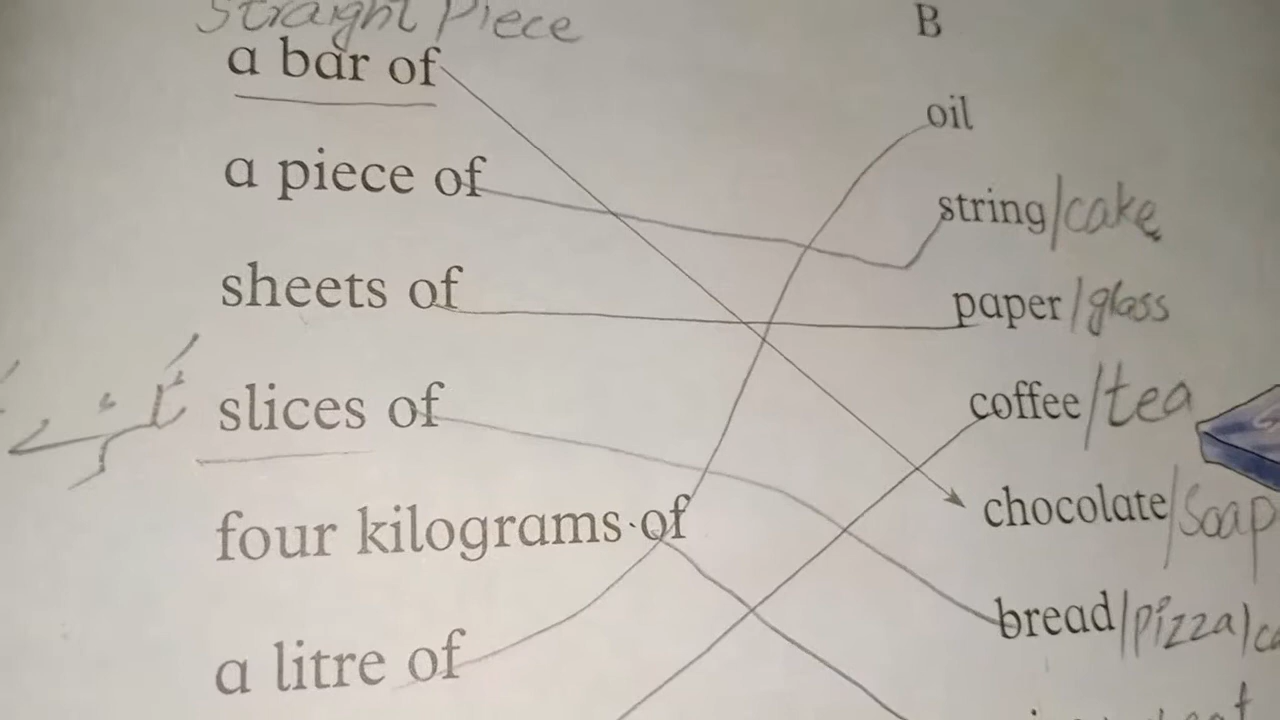 Straight Piece
B
a bar of
oil
a piece of
string/cake
sheets of
paper/glass
coffee/tea
slices of
chocolate/Soap
four kilograms of
bread/pizza/
a litre of